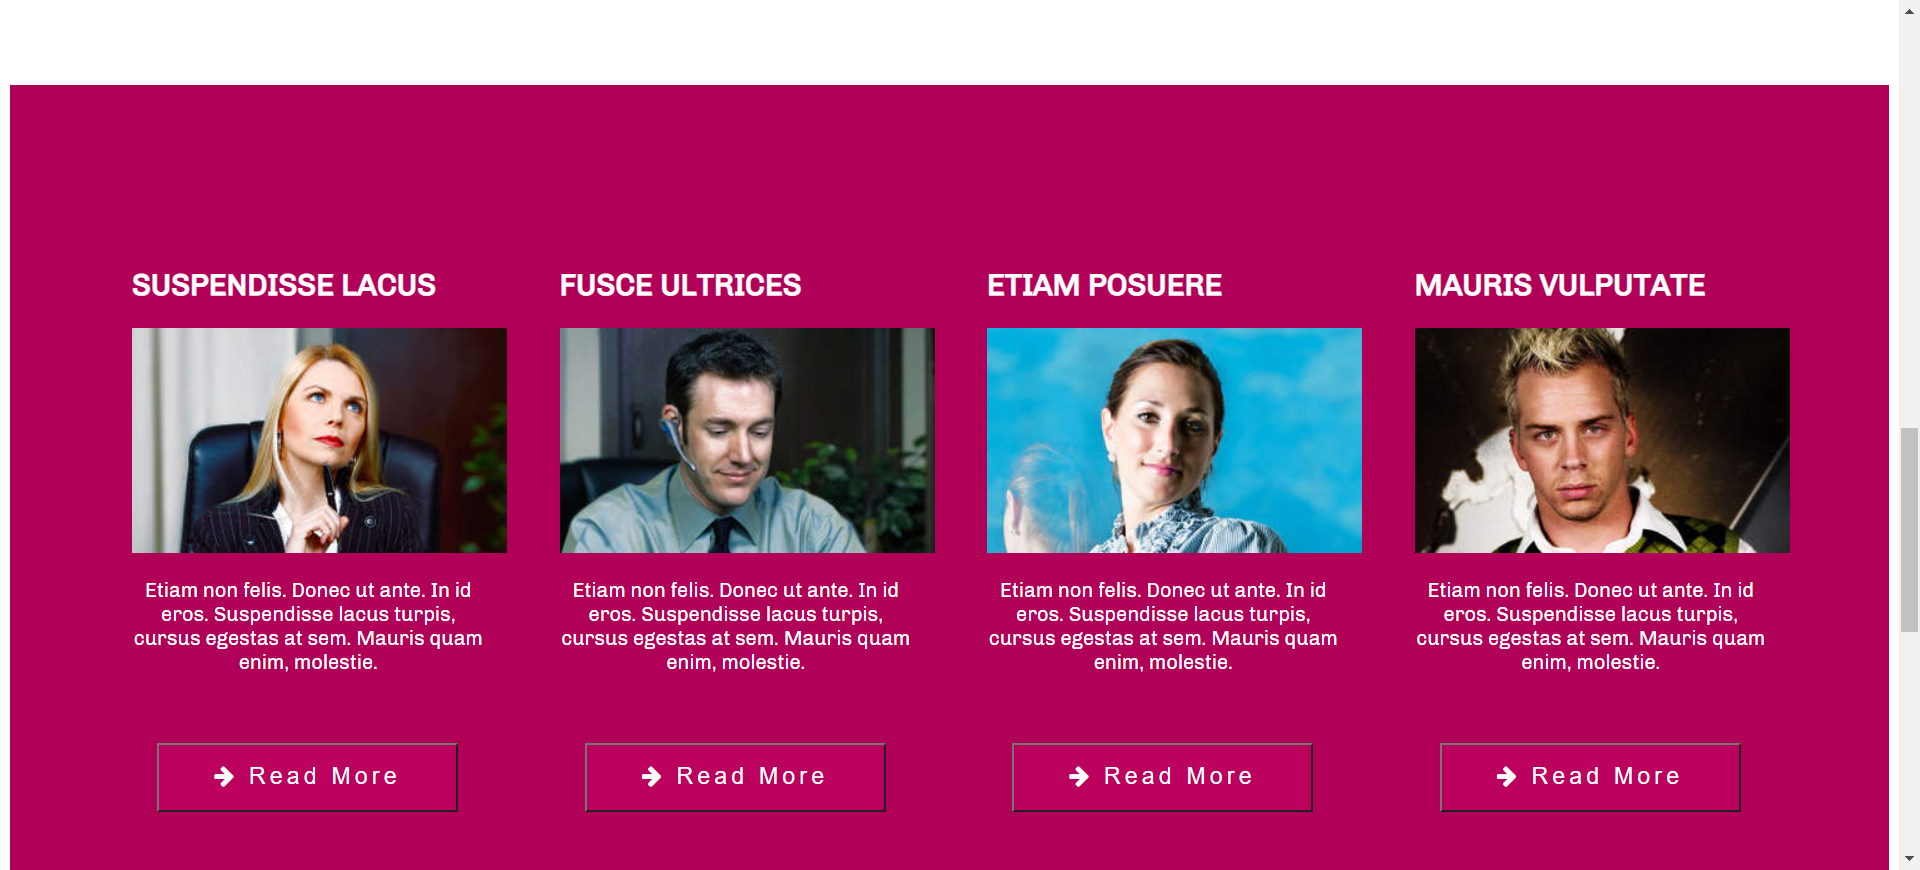 SUSPENDISSE LACUS
Etiam non felis. Donec ut ante. In id
eros. Suspendisse lacus turpis,
cursus egestas at sem. Mauris quam
enim, molestie.
Read More
FUSCE ULTRICES
Etiam non felis. Donec ut ante. In id
eros. Suspendisse lacus turpis,
cursus egestas at sem. Mauris quam
enim, molestie.
Read More
ETIAM POSUERE
Etiam non felis. Donec ut ante. In id
eros. Suspendisse lacus turpis,
cursus egestas at sem. Mauris quam
enim, molestie.
Read More
MAURIS VULPUTATE
Etiam non felis. Donec ut ante. In id
eros. Suspendisse lacus turpis,
cursus egestas at sem. Mauris quam
enim, molestie.
Read More